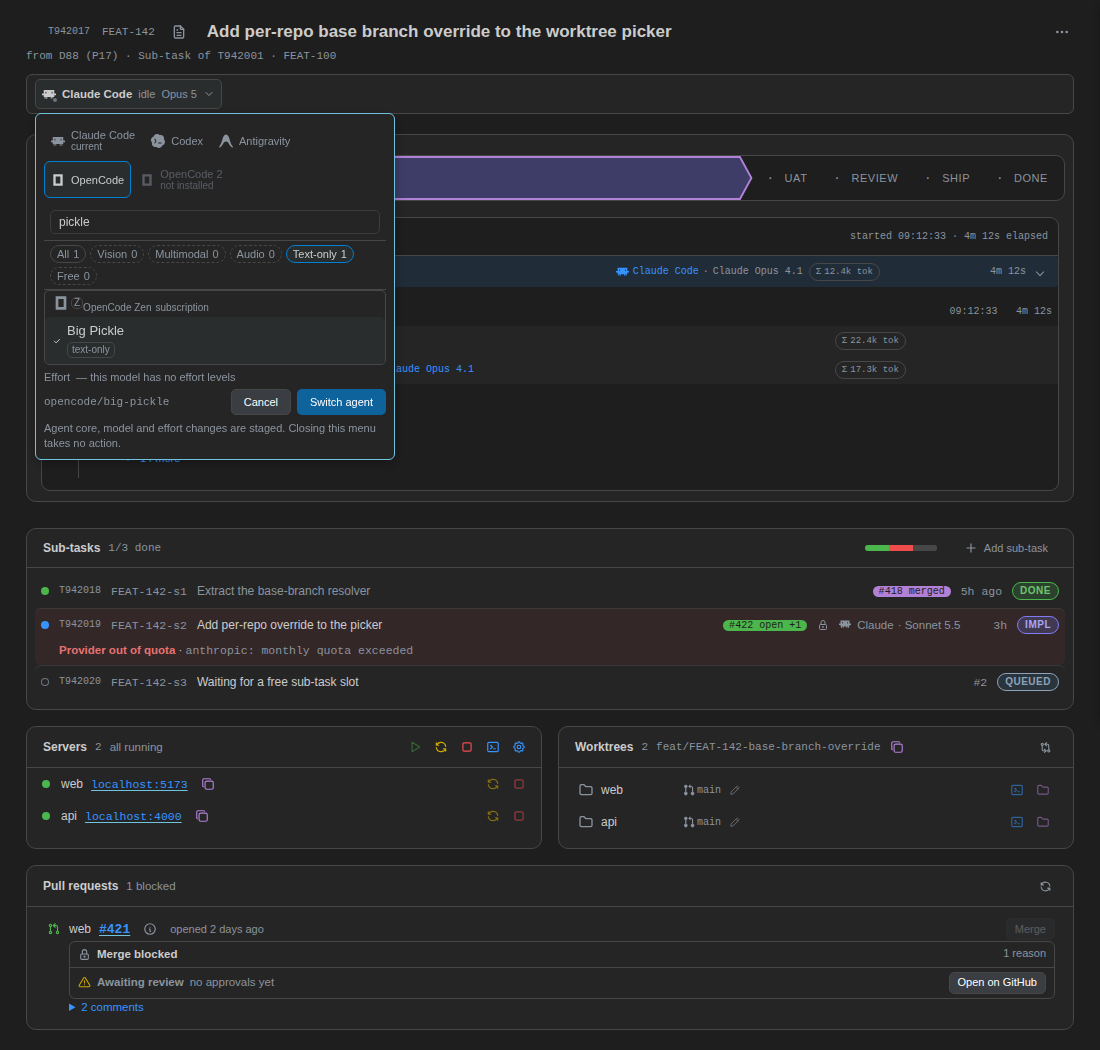 T942017 FEAT-142 Add per-repo base branch override to the worktree picker
from D88 (P17) · Sub-task of T942001 · FEAT-100
Claude Code idle Opus 5
Claude Code
current
Codex
Antigravity
OpenCode
OpenCode 2
not installed
pickle
All 1 Vision 0 Multimodal 0 Audio 0 Text-only 1
Free 0
Z OpenCode Zen subscription
Big Pickle
text-only
Effort — this model has no effort levels
opencode/big-pickle Cancel Switch agent
Agent core, model and effort changes are staged. Closing this menu
takes no action.
· UAT · REVIEW · SHIP · DONE
started 09:12:33 · 4m 12s elapsed
Claude Code · Claude Opus 4.1 Σ 12.4k tok 4m 12s
09:12:33 4m 12s
Σ 22.4k tok
aude Opus 4.1 Σ 17.3k tok
Sub-tasks 1/3 done Add sub-task
T942018 FEAT-142-s1 Extract the base-branch resolver #418 merged 5h ago DONE
T942019 FEAT-142-s2 Add per-repo override to the picker #422 open +1 Claude · Sonnet 5.5 3h IMPL
Provider out of quota · anthropic: monthly quota exceeded
T942020 FEAT-142-s3 Waiting for a free sub-task slot #2 QUEUED
Servers 2 all running
web localhost:5173
api localhost:4000
Worktrees 2 feat/FEAT-142-base-branch-override
web main
api main
Pull requests 1 blocked
web #421 opened 2 days ago Merge
Merge blocked 1 reason
Awaiting review no approvals yet Open on GitHub
2 comments